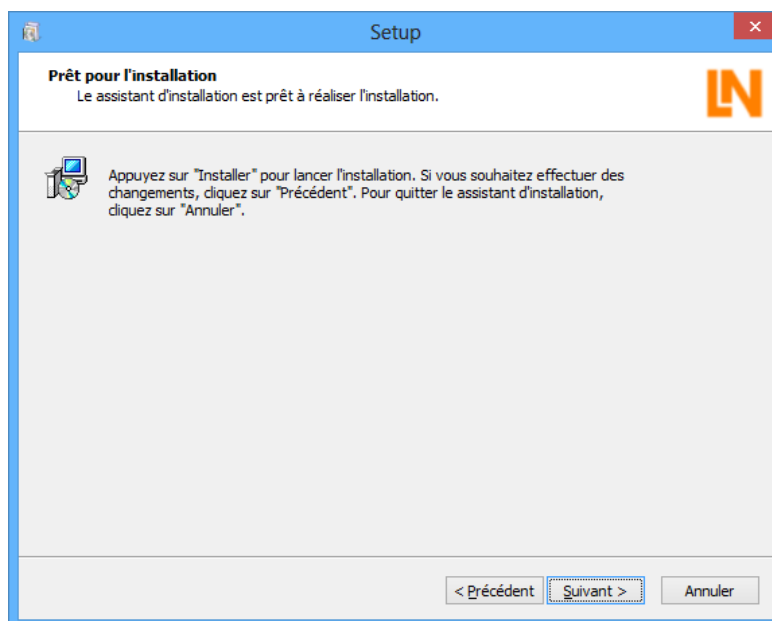 Setup
Prêt pour l'installation
Le assistant d'installation est prêt à réaliser l'installation.
LN
Appuyez sur "Installer" pour lancer l'installation. Si vous souhaitez effectuer des
changements, cliquez sur "Précédent". Pour quitter le assistant d'installation,
cliquez sur "Annuler".
< Précédent
Suivant >
Annuler